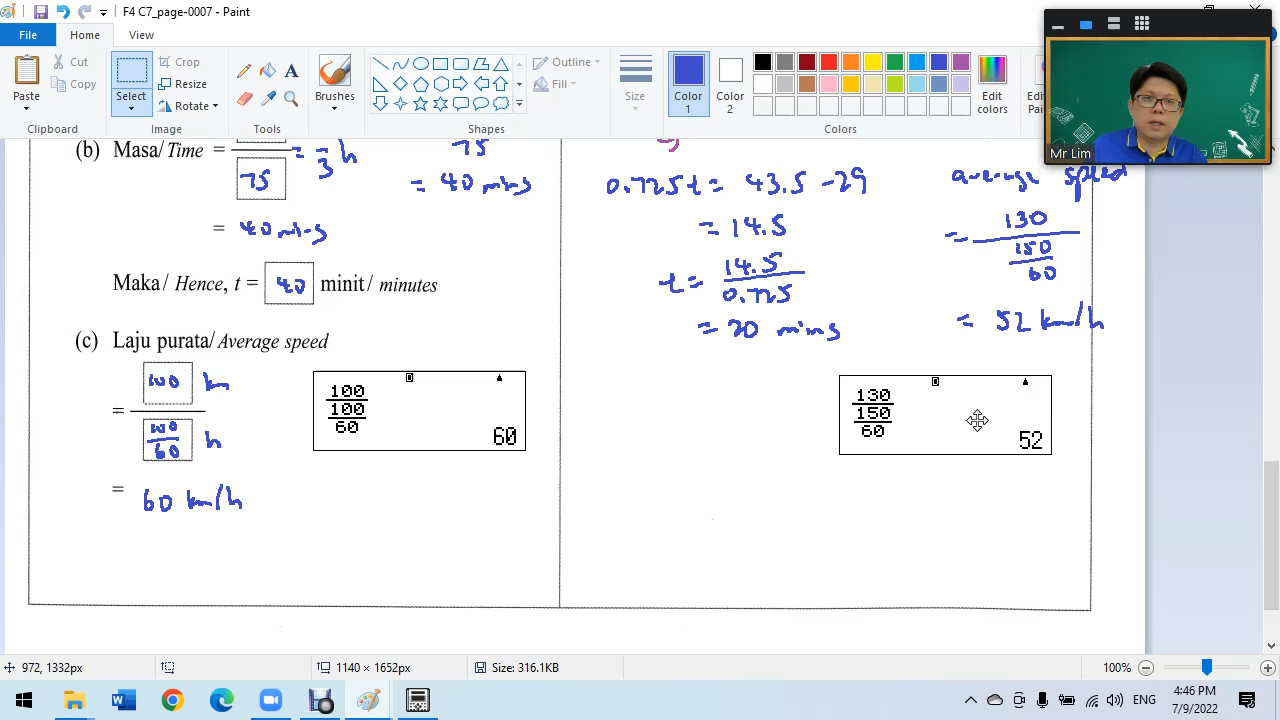 F4 C7_page-0007 - Paint
File Home View
Paste
Cut
Copy
Clipboard
Select
Crop
Resize
Rotate
Image
Tools
Brushes
Shapes
Outline
Fill
Size
Color 1
Color 2
Edit colors
Colors
Mr Lim
(b) Masa/ Time = 75 = 3 h
= 40 mins
Maka/ Hence, t = 40 minit/ minutes
75
= 40 mins
(c) Laju purata/ Average speed
= 100 km
100
60 h
= 60 km/h
100
100
60
60
0.725t = 43.5 - 29
= 14.5
t = 14.5
0.725
= 20 mins
average speed
= 130
150
60
= 52 km/h
130
150
60
52
972, 1332px
1140 × 1652px
Size: 316.1KB
100%
ENG
4:46 PM
7/9/2022